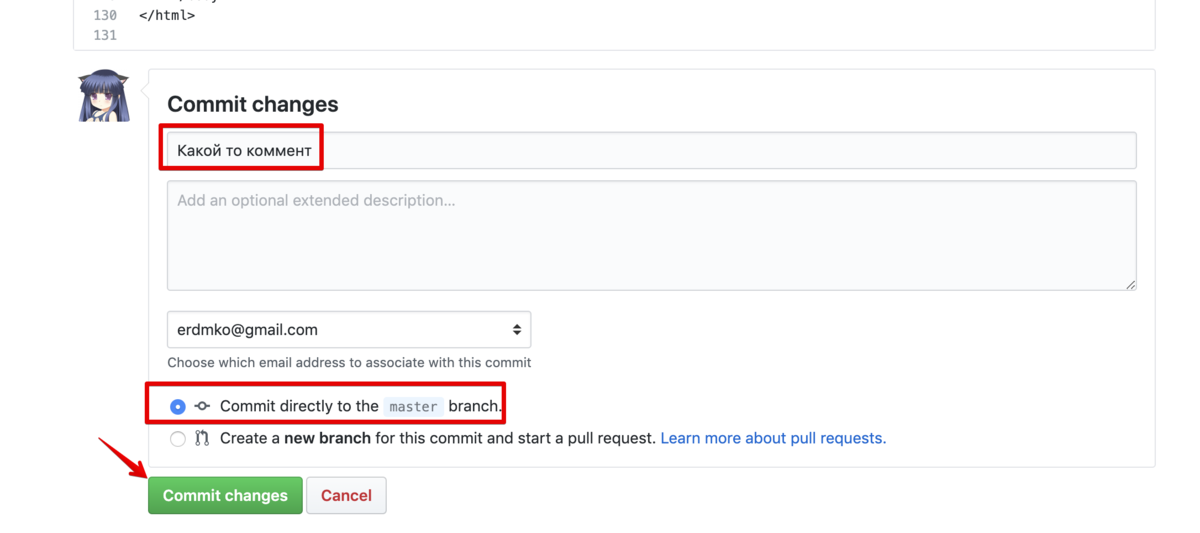 130 </html>
131
Commit changes
Какой то коммент
Add an optional extended description...
erdmko@gmail.com
Choose which email address to associate with this commit
Commit directly to the master branch.
Create a new branch for this commit and start a pull request. Learn more about pull requests.
Commit changes Cancel